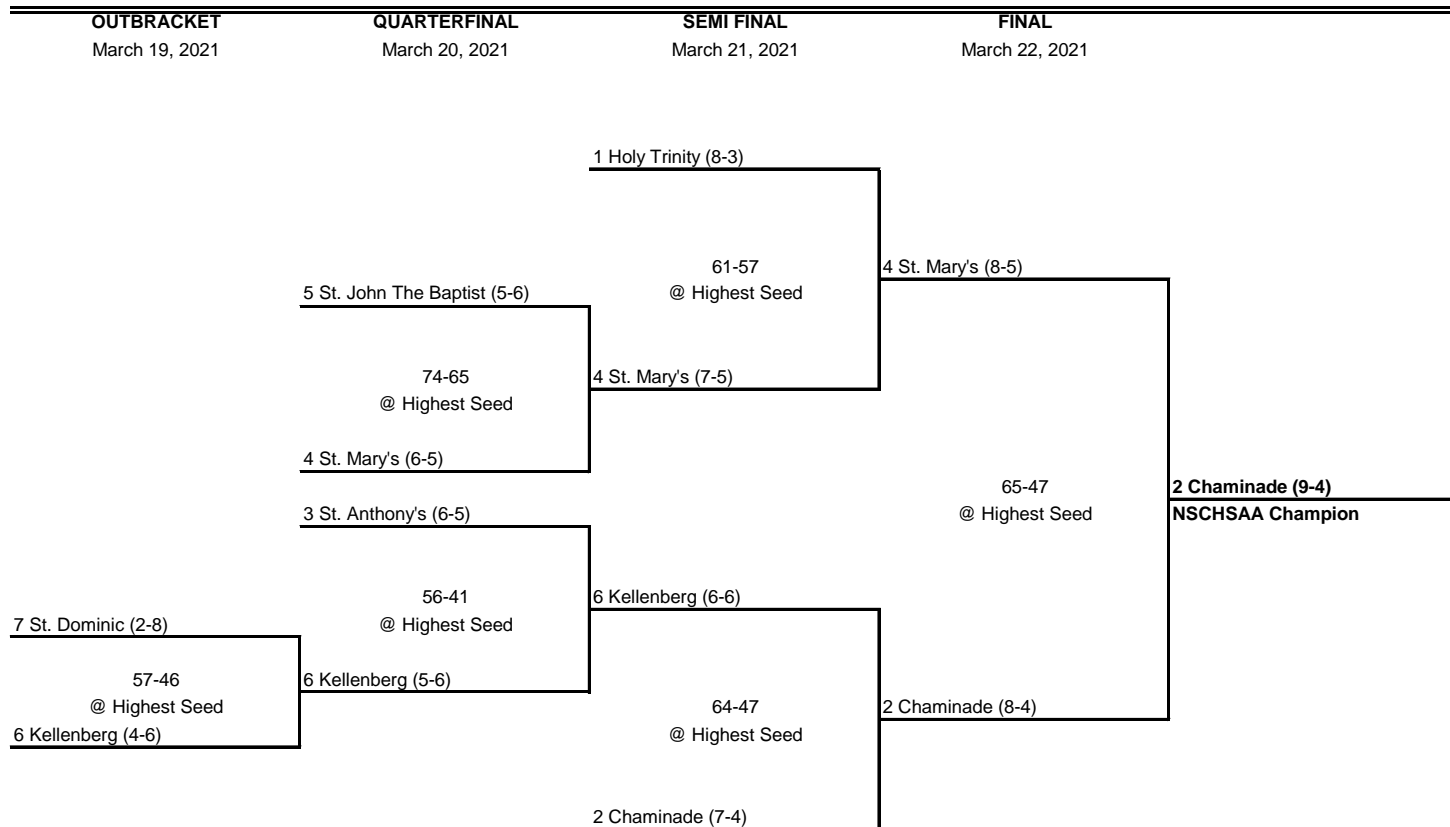 OUTBRACKET QUARTERFINAL SEMI FINAL FINAL
March 19, 2021 March 20, 2021 March 21, 2021 March 22, 2021
1 Holy Trinity (8-3)
61-57 4 St. Mary's (8-5)
5 St. John The Baptist (5-6) @ Highest Seed
74-65 4 St. Mary's (7-5)
@ Highest Seed
4 St. Mary's (6-5)
65-47 2 Chaminade (9-4)
3 St. Anthony's (6-5) @ Highest Seed NSCHSAA Champion
56-41 6 Kellenberg (6-6)
7 St. Dominic (2-8) @ Highest Seed
57-46 6 Kellenberg (5-6)
@ Highest Seed 64-47 2 Chaminade (8-4)
6 Kellenberg (4-6) @ Highest Seed
2 Chaminade (7-4)